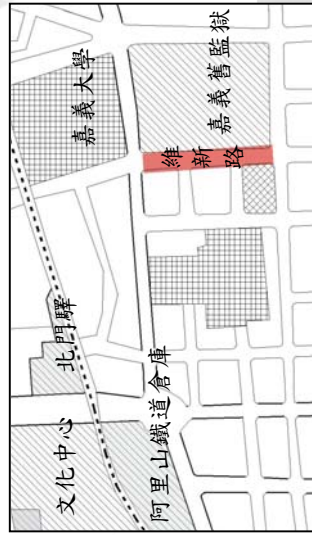 嘉義大學
嘉義舊監獄
維新路
北門驛
文化中心
阿里山鐵道倉庫